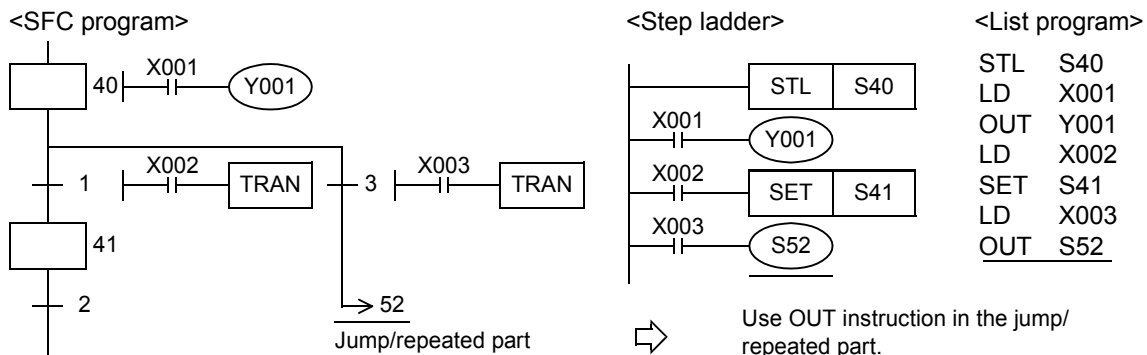 <SFC program>
40
X001
Y001
1
X002
TRAN
3
X003
TRAN
41
2
52
Jump/repeated part
<Step ladder>
STL S40
X001
Y001
X002
SET S41
X003
S52
Use OUT instruction in the jump/
repeated part.
<List program>
STL S40
LD X001
OUT Y001
LD X002
SET S41
LD X003
OUT S52